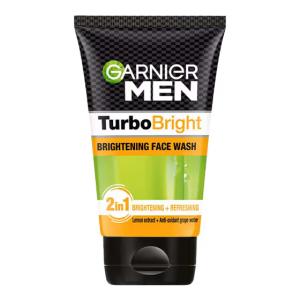 GARNIER
MEN
TurboBright
BRIGHTENING FACE WASH
2in1
BRIGHTENING + REFRESHING
Lemon extract + Anti-oxidant grape water